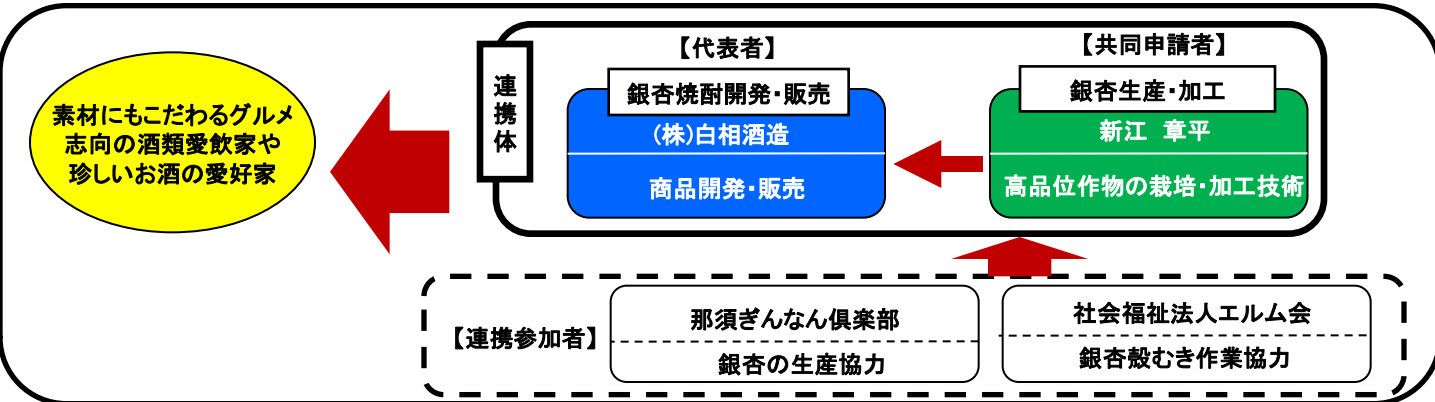 素材にもこだわるグルメ
志向の酒類愛飲家や
珍しいお酒の愛好家
連携体
【代表者】
銀杏焼酎開発・販売
(株)白相酒造
商品開発・販売
【共同申請者】
銀杏生産・加工
新江 章平
高品位作物の栽培・加工技術
【連携参加者】
那須ぎんなん倶楽部
銀杏の生産協力
社会福祉法人エルム会
銀杏殻むき作業協力